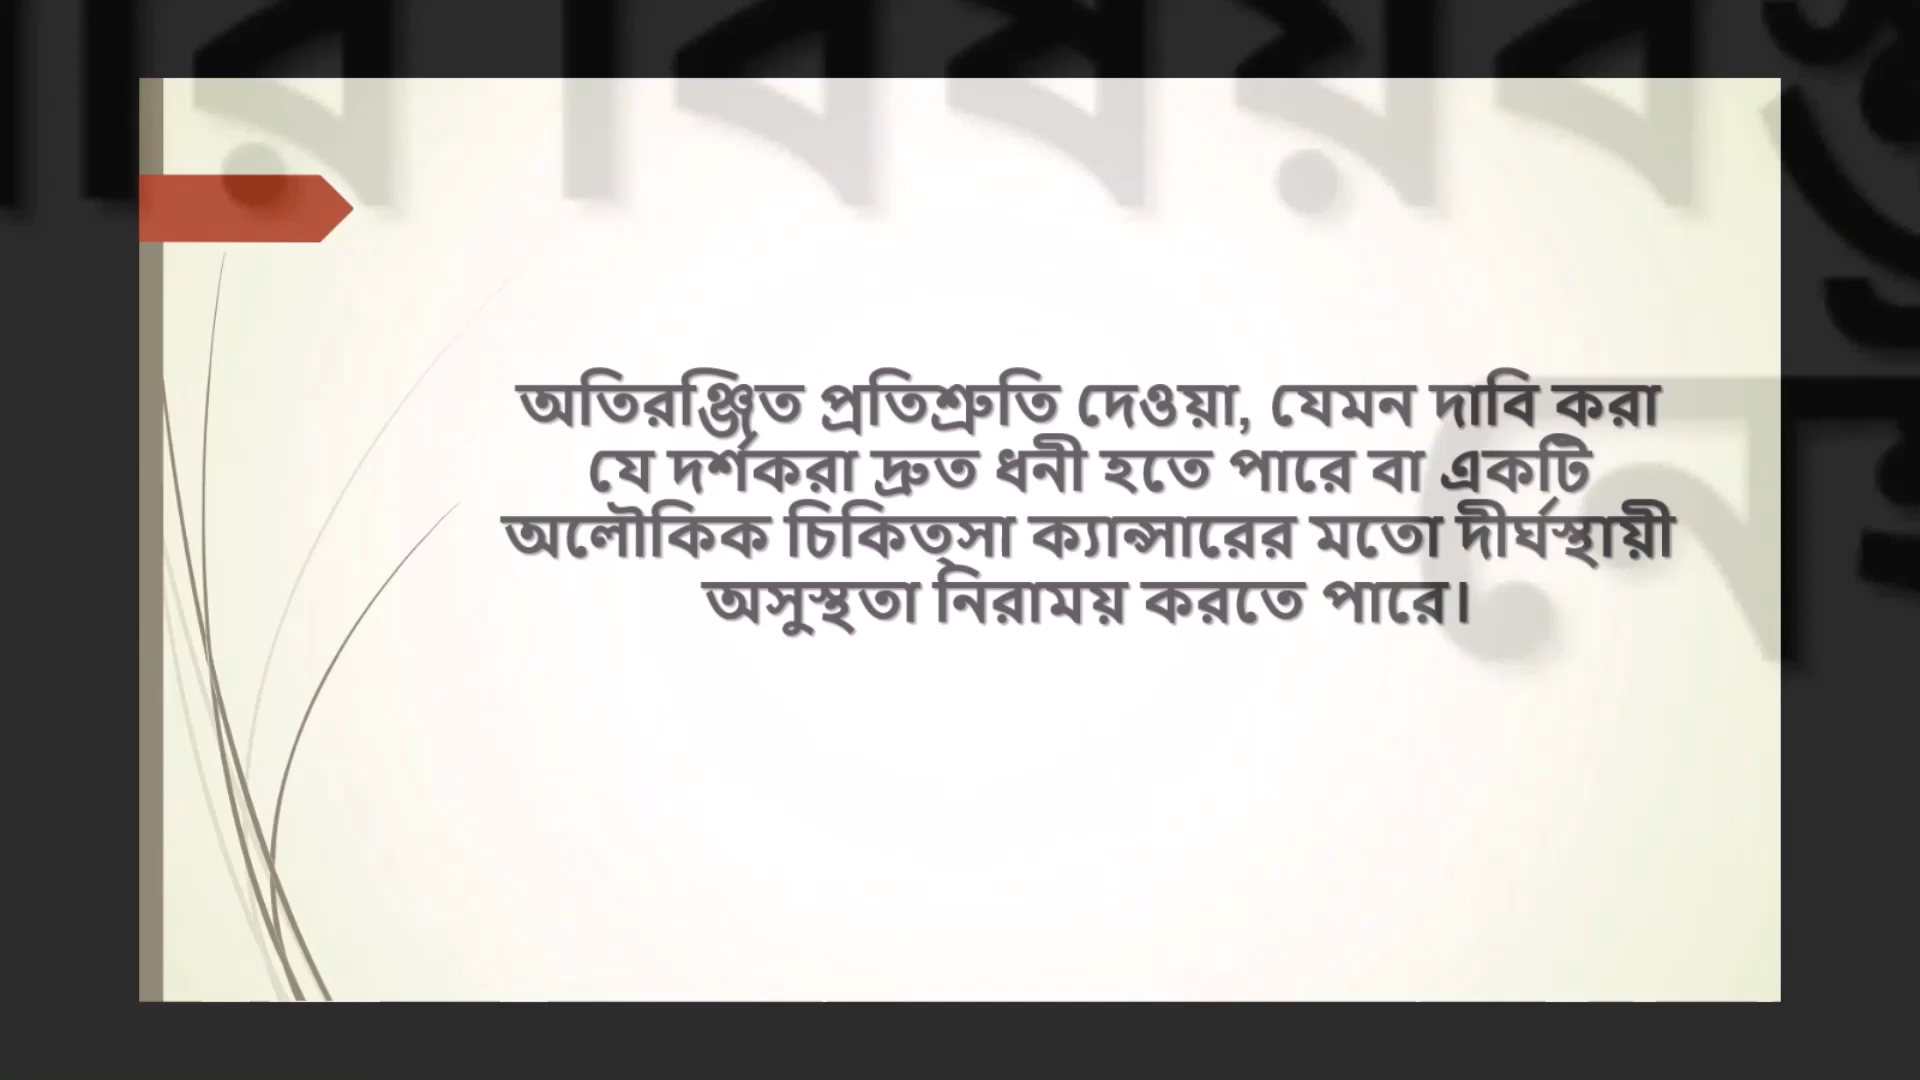 অতিরঞ্জিত প্রতিশ্রুতি দেওয়া, যেমন দাবি করা
যে দর্শকরা দ্রুত ধনী হতে পারে বা একটি
অলৌকিক চিকিত্সা ক্যান্সারের মতো দীর্ঘস্থায়ী
অসুস্থতা নিরাময় করতে পারে।